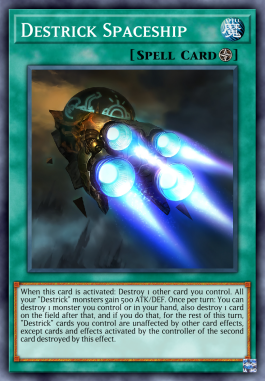 DESTRICK SPACESHIP
魔
[SPELL CARD]
When this card is activated: Destroy 1 other card you control. All
your "Destrick" monsters gain 500 ATK/DEF. Once per turn: You can
destroy 1 monster you control or in your hand, also destroy 1 card
on the field after that, and if you do that, for the rest of this turn,
"Destrick" cards you control are unaffected by other card effects,
except cards and effects activated by the controller of the second
card destroyed by this effect.